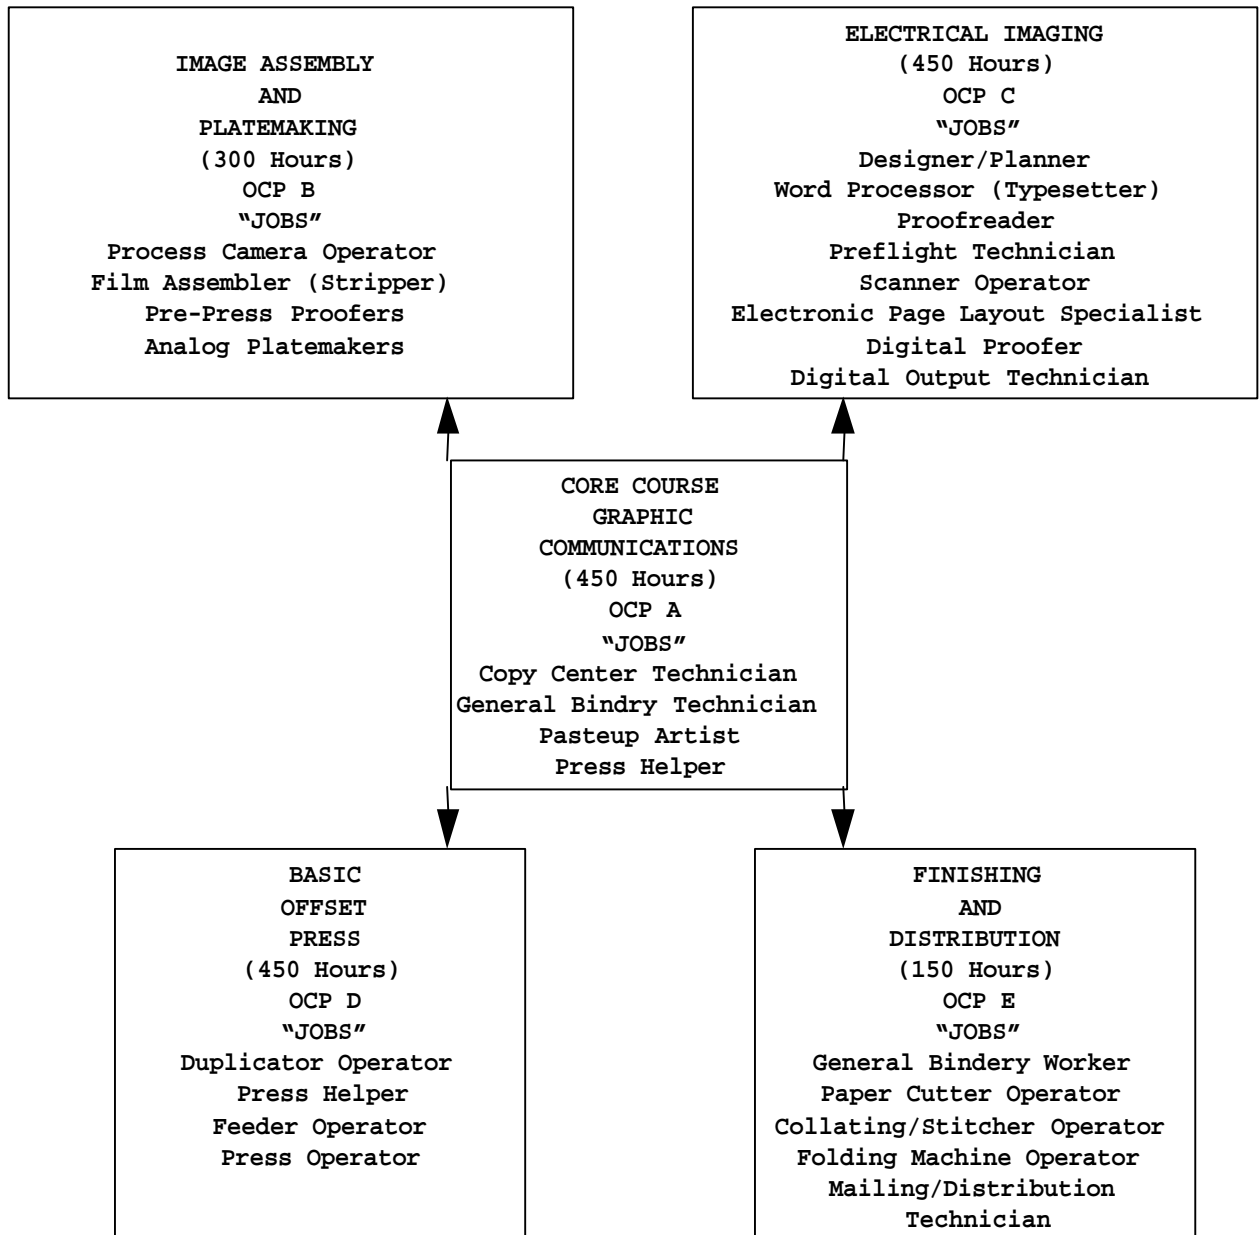 IMAGE ASSEMBLY
AND
PLATEMAKING
(300 Hours)
OCP B
“JOBS”
Process Camera Operator
Film Assembler (Stripper)
Pre-Press Proofers
Analog Platemakers
ELECTRICAL IMAGING
(450 Hours)
OCP C
“JOBS”
Designer/Planner
Word Processor (Typesetter)
Proofreader
Preflight Technician
Scanner Operator
Electronic Page Layout Specialist
Digital Proofer
Digital Output Technician
CORE COURSE
GRAPHIC
COMMUNICATIONS
(450 Hours)
OCP A
“JOBS”
Copy Center Technician
General Bindry Technician
Pasteup Artist
Press Helper
BASIC
OFFSET
PRESS
(450 Hours)
OCP D
“JOBS”
Duplicator Operator
Press Helper
Feeder Operator
Press Operator
FINISHING
AND
DISTRIBUTION
(150 Hours)
OCP E
“JOBS”
General Bindery Worker
Paper Cutter Operator
Collating/Stitcher Operator
Folding Machine Operator
Mailing/Distribution
Technician